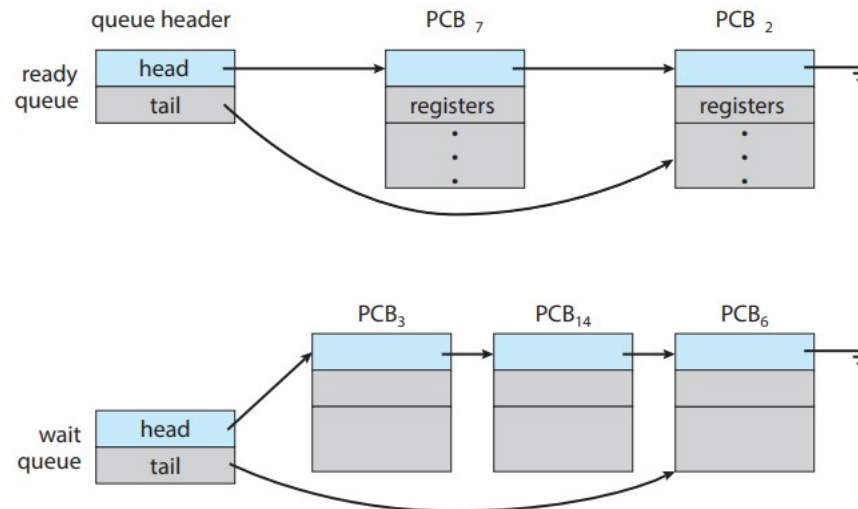 queue header
PCB 7
PCB 2
ready
queue
head
tail
registers
registers
PCB3
PCB14
PCB6
wait
queue
head
tail